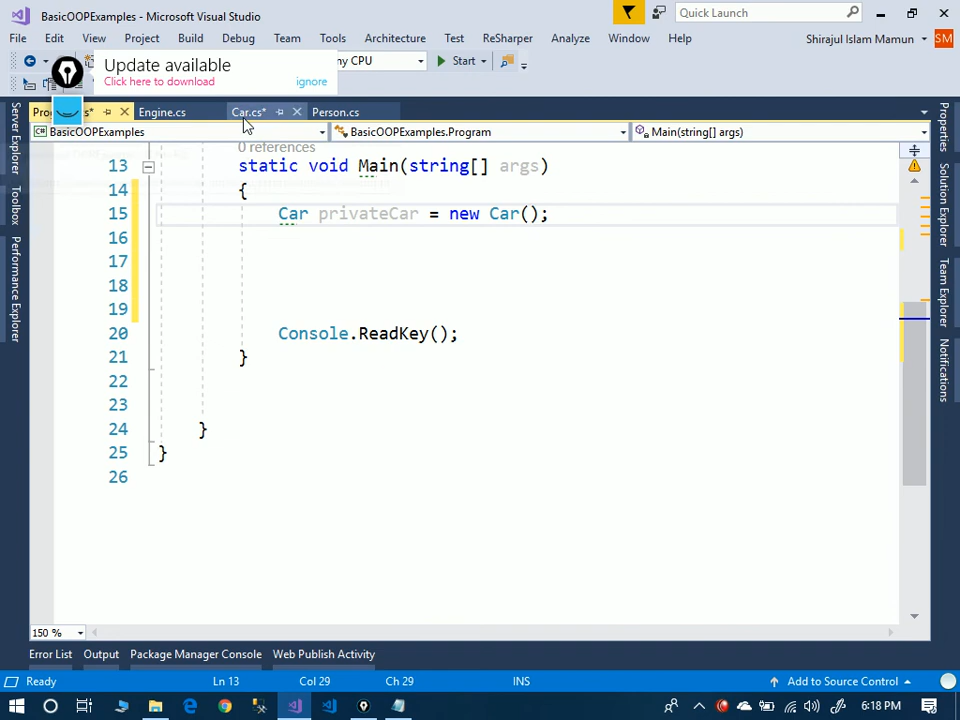 BasicOOPExamples - Microsoft Visual Studio
Quick Launch
File Edit View Project Build Debug Team Tools Architecture Test ReSharper Analyze Window Help
Shirajul Islam Mamun SM
Update available
Click here to download ignore
ny CPU Start
Engine.cs Car.cs* Person.cs
BasicOOPExamples BasicOOPExamples.Program Main(string[] args)
0 references
13 static void Main(string[] args)
14 {
15 Car privateCar = new Car();
16
17
18
19
20 Console.ReadKey();
21 }
22
23
24 }
25 }
26
150 %
Server Explorer
Toolbox
Performance Explorer
Properties
Solution Explorer
Team Explorer
Notifications
Error List Output Package Manager Console Web Publish Activity
Ready Ln 13 Col 29 Ch 29 INS Add to Source Control
6:18 PM